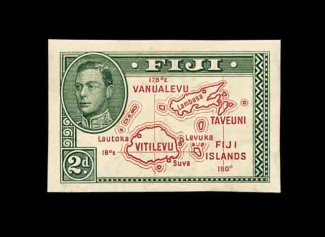 FIJI
178°E
VANUALEVU
Lambasa
TAVEUNI
Lautoka
Levuka
VITILEVU
FIJI
18°S
ISLANDS
2d
Suva
180°